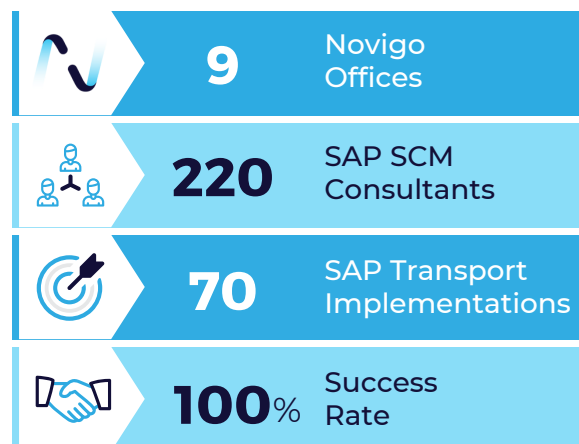 9
Novigo
Offices
220
SAP SCM
Consultants
70
SAP Transport
Implementations
100%
Success
Rate